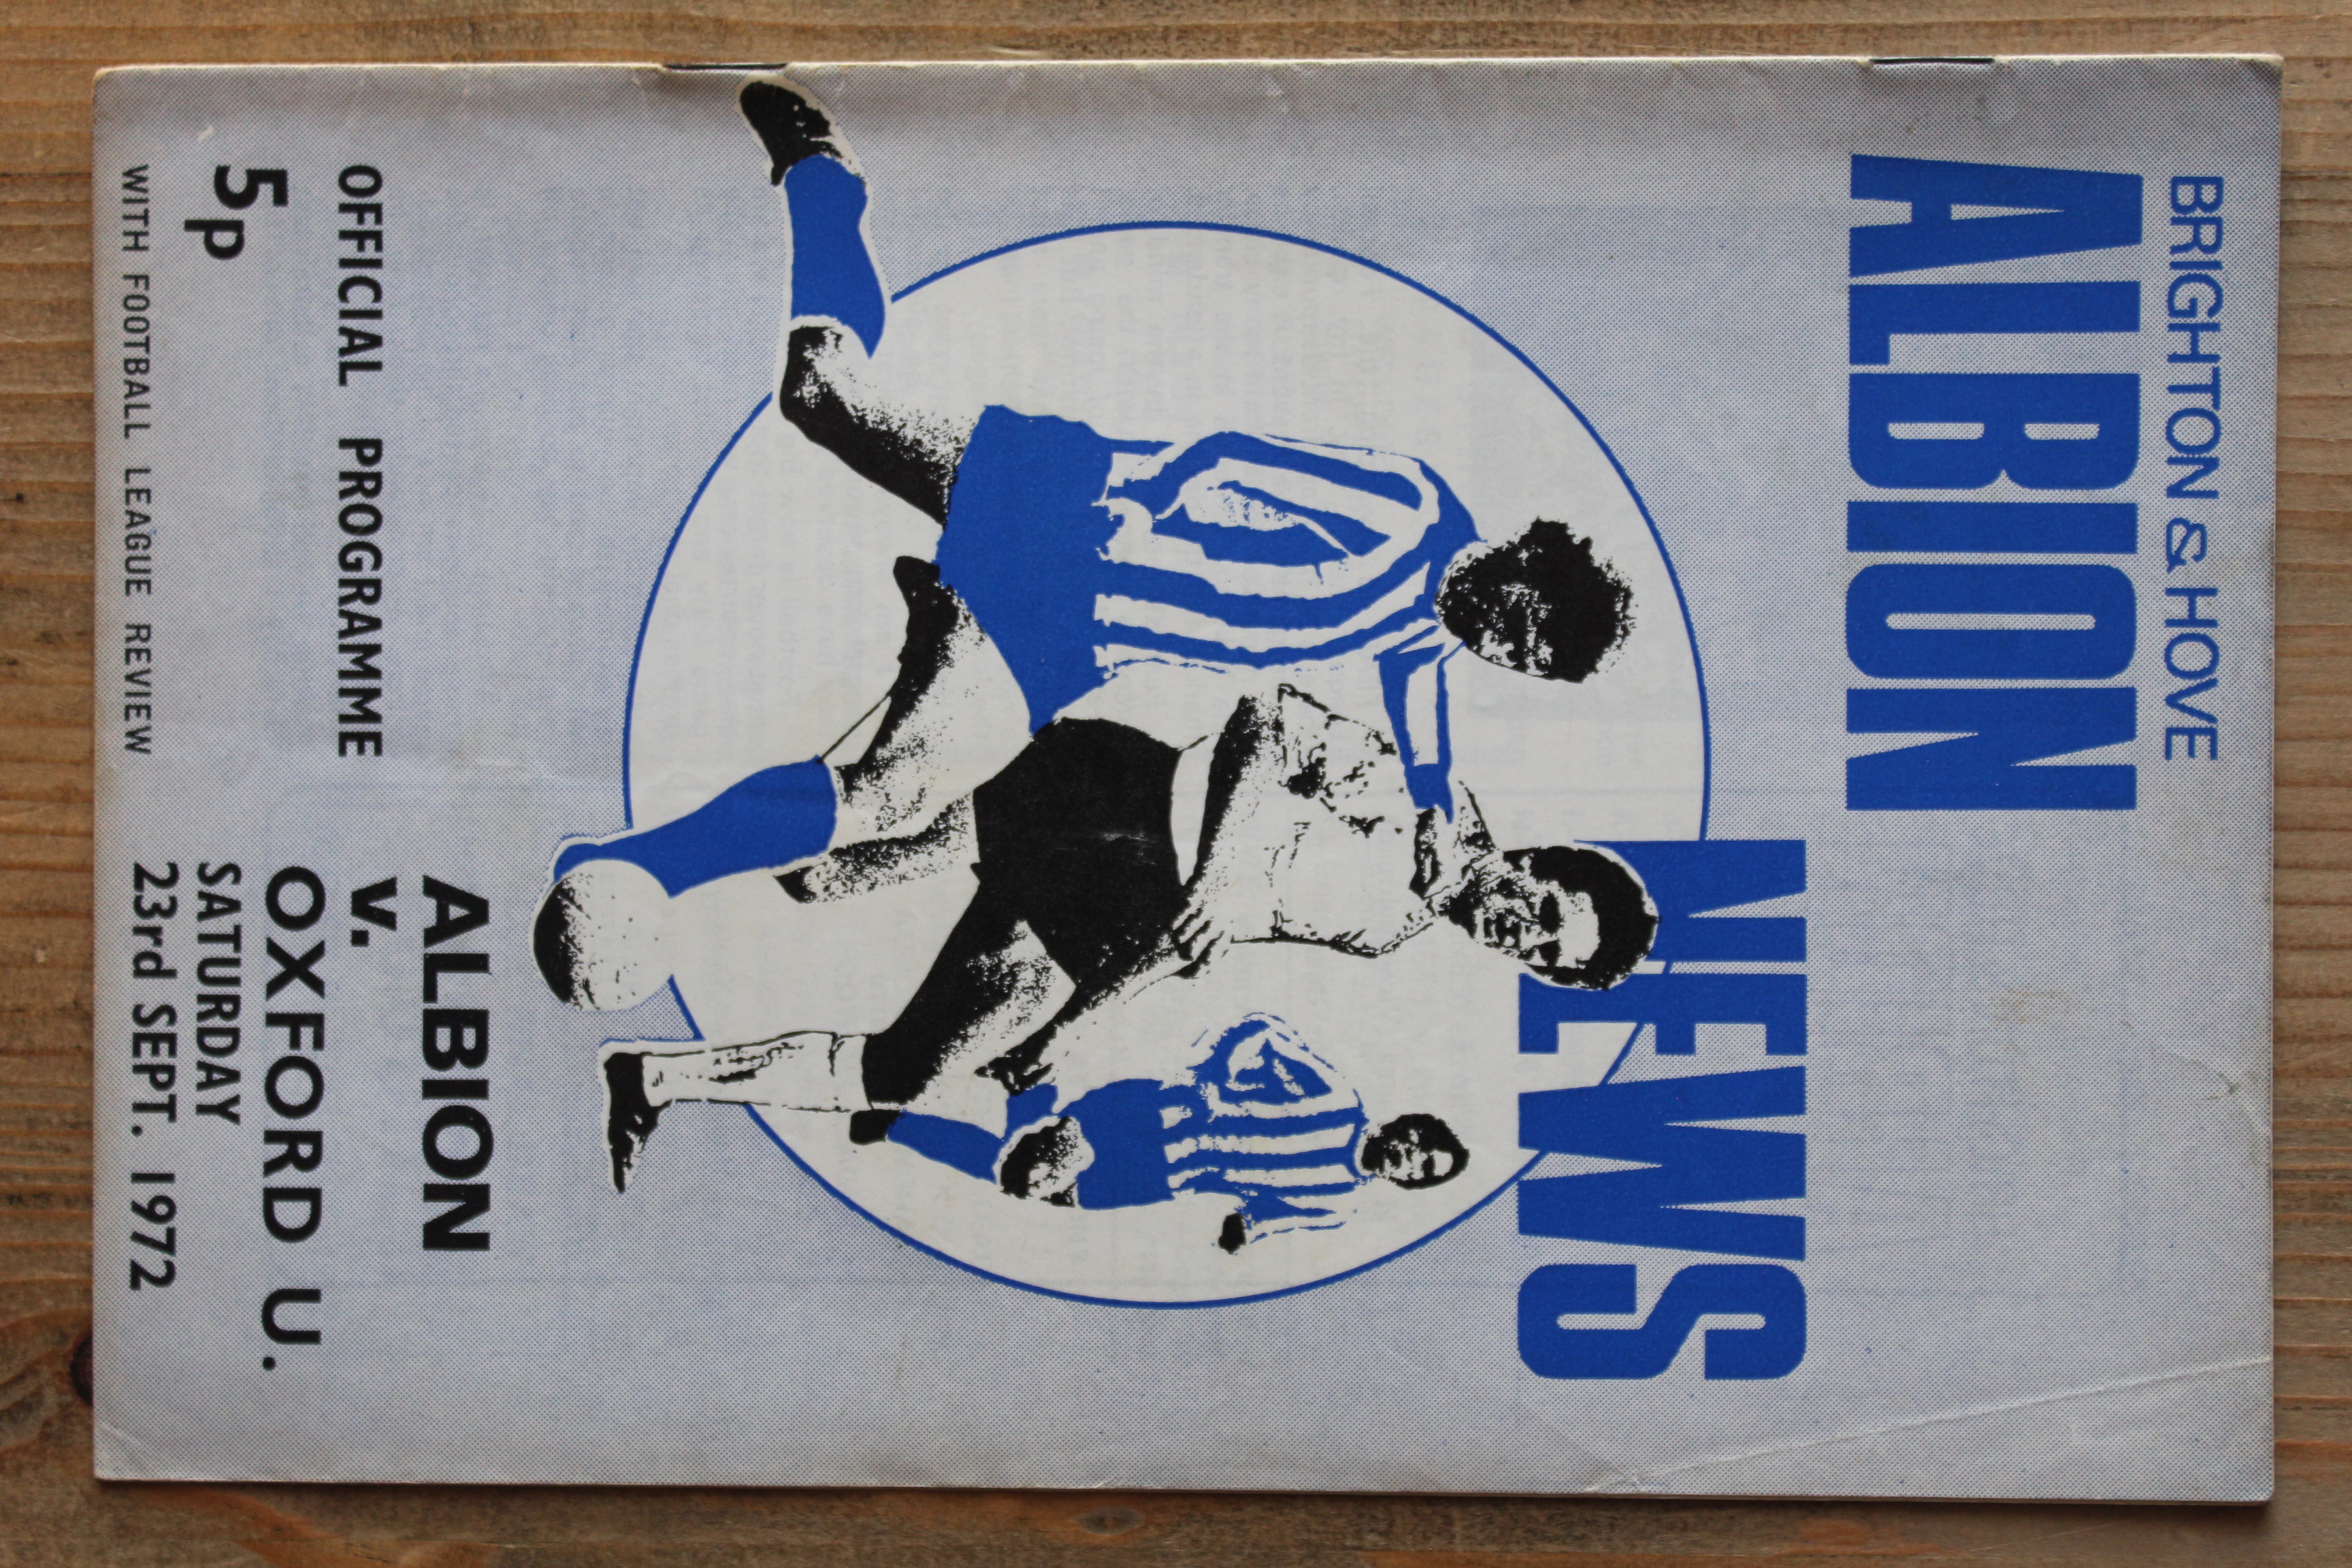 BRIGHTON & HOVE
ALBION
NEWS
ALBION
v.
OFFICIAL PROGRAMME
OXFORD U.
5p
SATURDAY
23rd SEPT. 1972
WITH FOOTBALL LEAGUE REVIEW